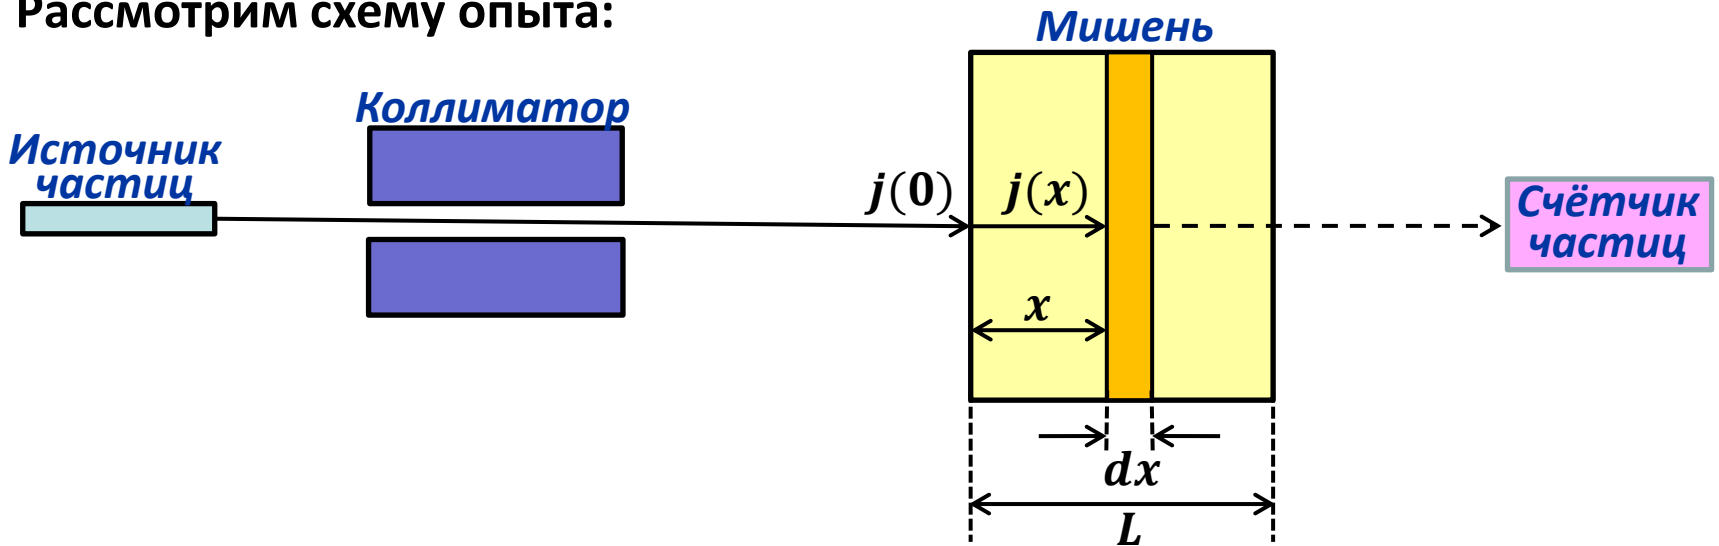 Рассмотрим схему опыта:
Мишень
Коллиматор
Источник
частиц
j(0)
j(x)
Счётчик
частиц
x
dx
L